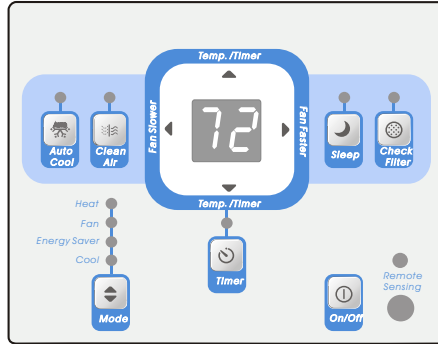 Temp./Timer
Fan Slower
72
Fan Faster
Auto
Cool
Clean
Air
Sleep
Check
Filter
Temp./Timer
Heat
Fan
Energy Saver
Cool
Mode
Timer
On/Off
Remote
Sensing